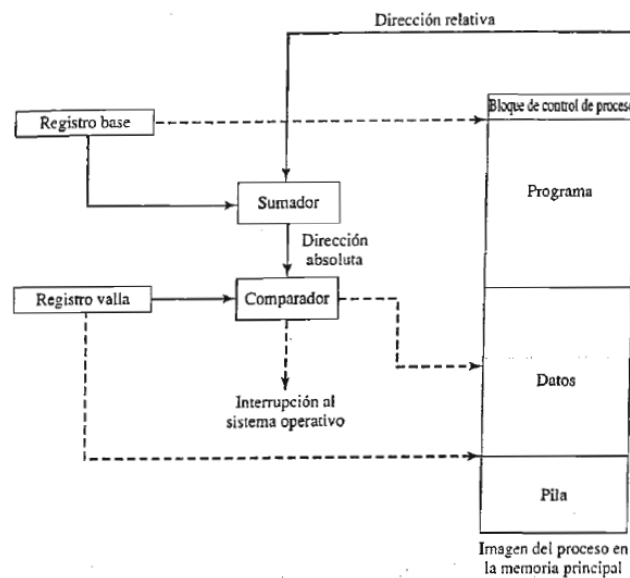 Dirección relativa
Bloque de control de proceso
Registro base
Programa
Sumador
Dirección
absoluta
Registro valla
Comparador
Datos
Interrupción al
sistema operativo
Pila
Imagen del proceso en
la memoria principal